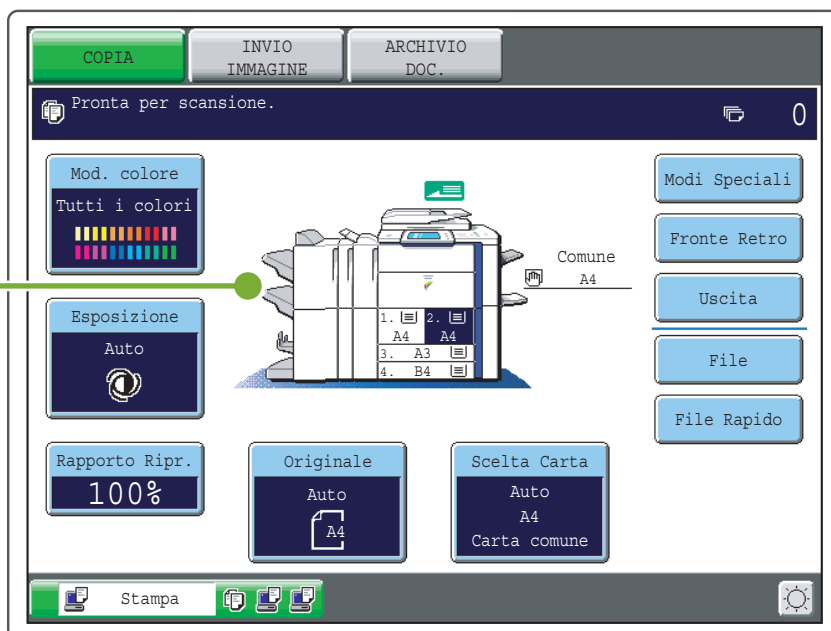 COPIA
INVIO
IMMAGINE
ARCHIVIO
DOC.
Pronta per scansione.
0
Mod. colore
Tutti i colori
Esposizione
Auto
Rapporto Ripr.
100%
Originale
Auto
A4
Scelta Carta
Auto
A4
Carta comune
1. 2.
A4 A4
3. A3
4. B4
Comune
A4
Modi Speciali
Fronte Retro
Uscita
File
File Rapido
Stampa